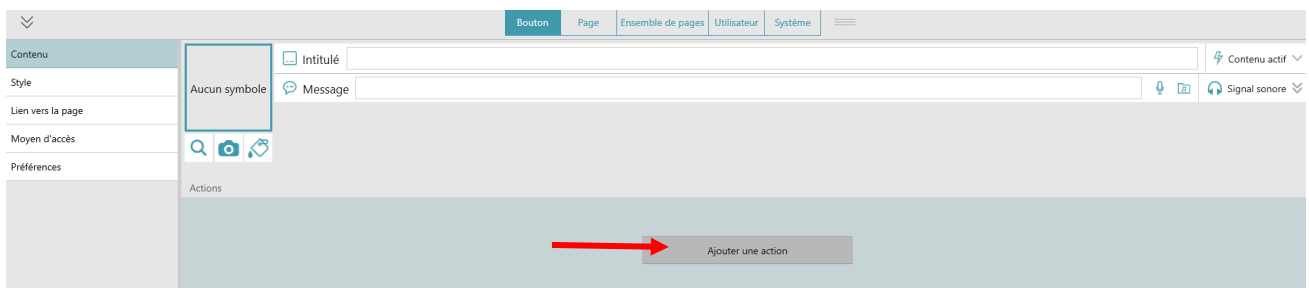 Bouton Page Ensemble de pages Utilisateur Système
Contenu
Style
Lien vers la page
Moyen d'accès
Préférences
Aucun symbole
Intitulé
Contenu actif
Message
Signal sonore
Actions
Ajouter une action